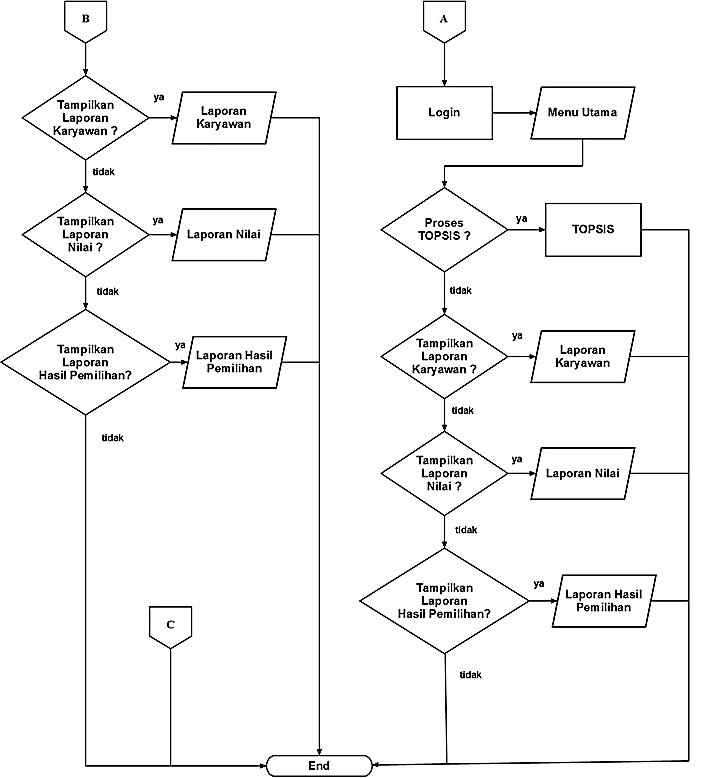 B
Tampilkan
Laporan
Karyawan ?
ya
Laporan
Karyawan
tidak
Tampilkan
Laporan
Nilai ?
ya
Laporan Nilai
tidak
Tampilkan
Laporan
Hasil Pemilihan?
ya
Laporan Hasil
Pemilihan
tidak
C
A
Login
Menu Utama
Proses
TOPSIS ?
ya
TOPSIS
tidak
Tampilkan
Laporan
Karyawan ?
ya
Laporan
Karyawan
tidak
Tampilkan
Laporan
Nilai ?
ya
Laporan Nilai
tidak
Tampilkan
Laporan
Hasil Pemilihan?
ya
Laporan Hasil
Pemilihan
tidak
End